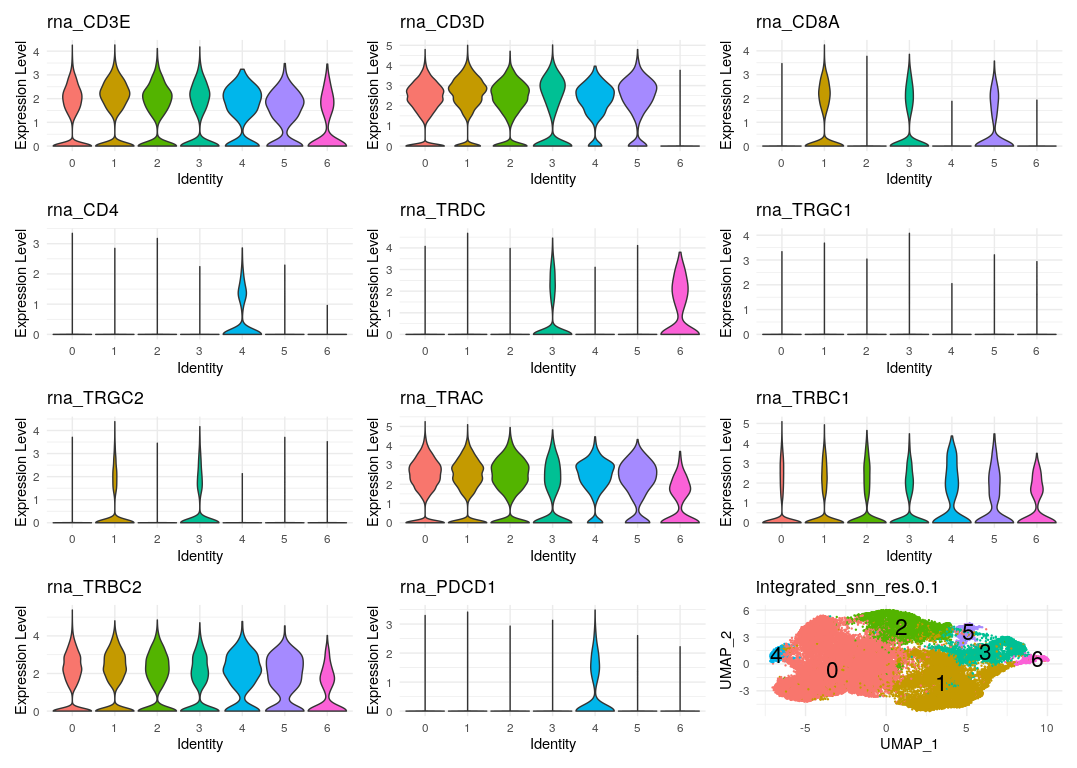 rna_CD3E
rna_CD3D
rna_CD8A
Expression Level
4
3
2
1
0
0 1 2 3 4 5 6
Identity
Expression Level
5
4
3
2
1
0
0 1 2 3 4 5 6
Identity
Expression Level
4
3
2
1
0
0 1 2 3 4 5 6
Identity
rna_CD4
rna_TRDC
rna_TRGC1
Expression Level
3
2
1
0
0 1 2 3 4 5 6
Identity
Expression Level
4
3
2
1
0
0 1 2 3 4 5 6
Identity
Expression Level
4
3
2
1
0
0 1 2 3 4 5 6
Identity
rna_TRGC2
rna_TRAC
rna_TRBC1
Expression Level
4
3
2
1
0
0 1 2 3 4 5 6
Identity
Expression Level
5
4
3
2
1
0
0 1 2 3 4 5 6
Identity
Expression Level
5
4
3
2
1
0
0 1 2 3 4 5 6
Identity
rna_TRBC2
rna_PDCD1
integrated_snn_res.0.1
Expression Level
4
2
0
0 1 2 3 4 5 6
Identity
Expression Level
3
2
1
0
0 1 2 3 4 5 6
Identity
UMAP_2
6
3
0
-3
2
5
4
3
6
0
1
-5 0 5 10
UMAP_1